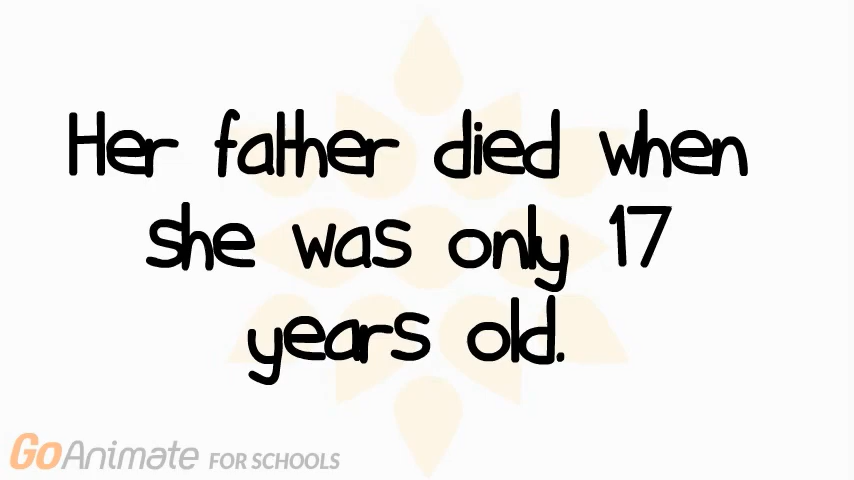 Her father died when
she was only 17
years old.
GoAnimate FOR SCHOOLS